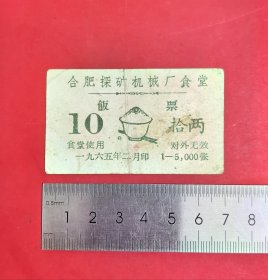 合肥探矿机械厂食堂
飯 票
10 拾两
食堂使用 对外无效
一九六五年二月印 1—5,000张
0.5mm
1 2 3 4 5 6 7 8